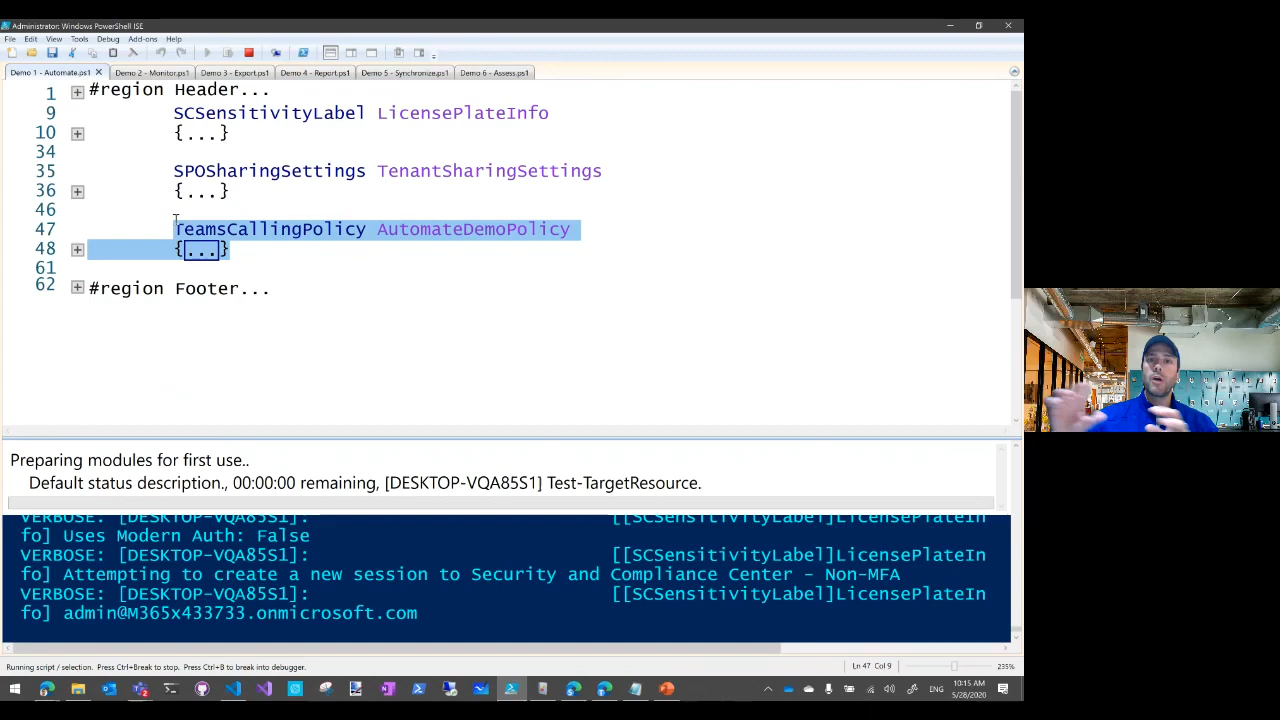 Administrator: Windows PowerShell ISE
File Edit View Tools Debug Add-ons Help
Demo 1 - Automate.ps1 Demo 2 - Monitor.ps1 Demo 3 - Export.ps1 Demo 4 - Report.ps1 Demo 5 - Synchronize.ps1 Demo 6 - Assess.ps1
1 #region Header...
9 SCSensitivityLabel LicensePlateInfo
10 {...}
34
35 SPOSharingSettings TenantSharingSettings
36 {...}
46
47 TeamsCallingPolicy AutomateDemoPolicy
48 {...}
61
62 #region Footer...
Preparing modules for first use..
Default status description., 00:00:00 remaining, [DESKTOP-VQA85S1] Test-TargetResource.
VERBOSE: [DESKTOP-VQA85S1]: [[SCSensitivityLabel]LicensePlateIn
fo] Uses Modern Auth: False
VERBOSE: [DESKTOP-VQA85S1]: [[SCSensitivityLabel]LicensePlateIn
fo] Attempting to create a new session to Security and Compliance Center - Non-MFA
VERBOSE: [DESKTOP-VQA85S1]: [[SCSensitivityLabel]LicensePlateIn
fo] admin@M365x433733.onmicrosoft.com
Running script / selection. Press Ctrl+Break to stop. Press Ctrl+B to break into debugger. Ln 47 Col 9 235%
ENG 10:15 AM
5/28/2020